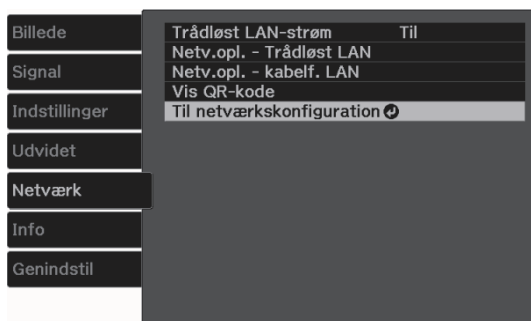 Billede
Signal
Indstillinger
Udvidet
Netværk
Info
Genindstil
Trådløst LAN-strøm Til
Netv.opl. - Trådløst LAN
Netv.opl. - kabelf. LAN
Vis QR-kode
Til netværkskonfiguration